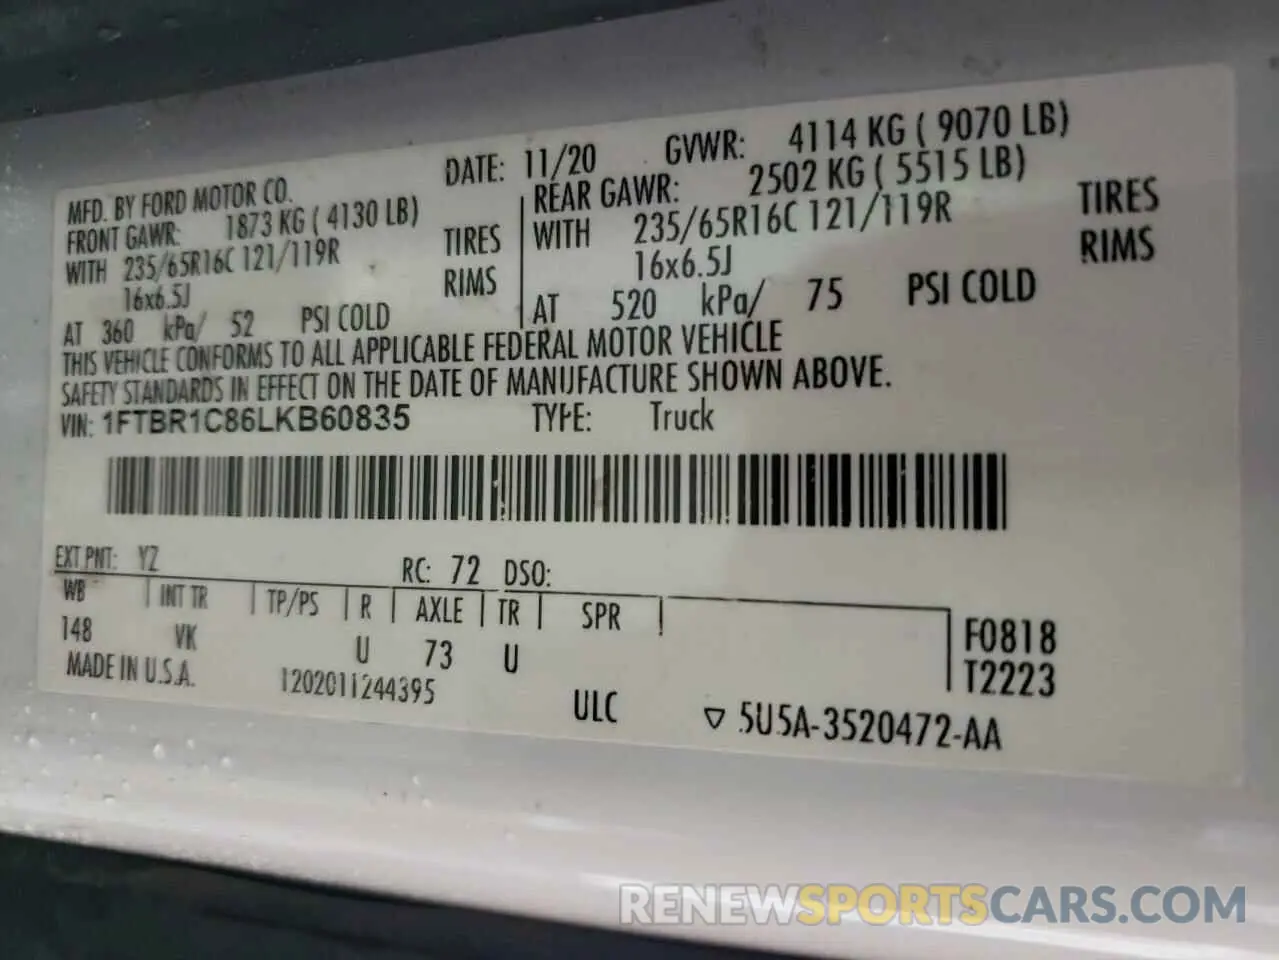 MFD. BY FORD MOTOR CO. DATE: 11/20 GVWR: 4114 KG ( 9070 LB)
FRONT GAWR: 1873 KG ( 4130 LB) REAR GAWR: 2502 KG ( 5515 LB)
WITH 235/65R16C 121/119R TIRES WITH 235/65R16C 121/119R TIRES
16x6.5J RIMS 16x6.5J RIMS
AT 360 kPa/ 52 PSI COLD AT 520 kPa/ 75 PSI COLD
THIS VEHICLE CONFORMS TO ALL APPLICABLE FEDERAL MOTOR VEHICLE
SAFETY STANDARDS IN EFFECT ON THE DATE OF MANUFACTURE SHOWN ABOVE.
VIN: 1FTBR1C86LKB60835 TYPE: Truck
EXT PNT: YZ RC: 72 DSO:
WB INT TR TP/PS R AXLE TR SPR
148 VK U 73 U
F0818
T2223
MADE IN U.S.A. 1202011244395
ULC ▽ 5U5A-3520472-AA
RENEWSPORTSCARS.COM